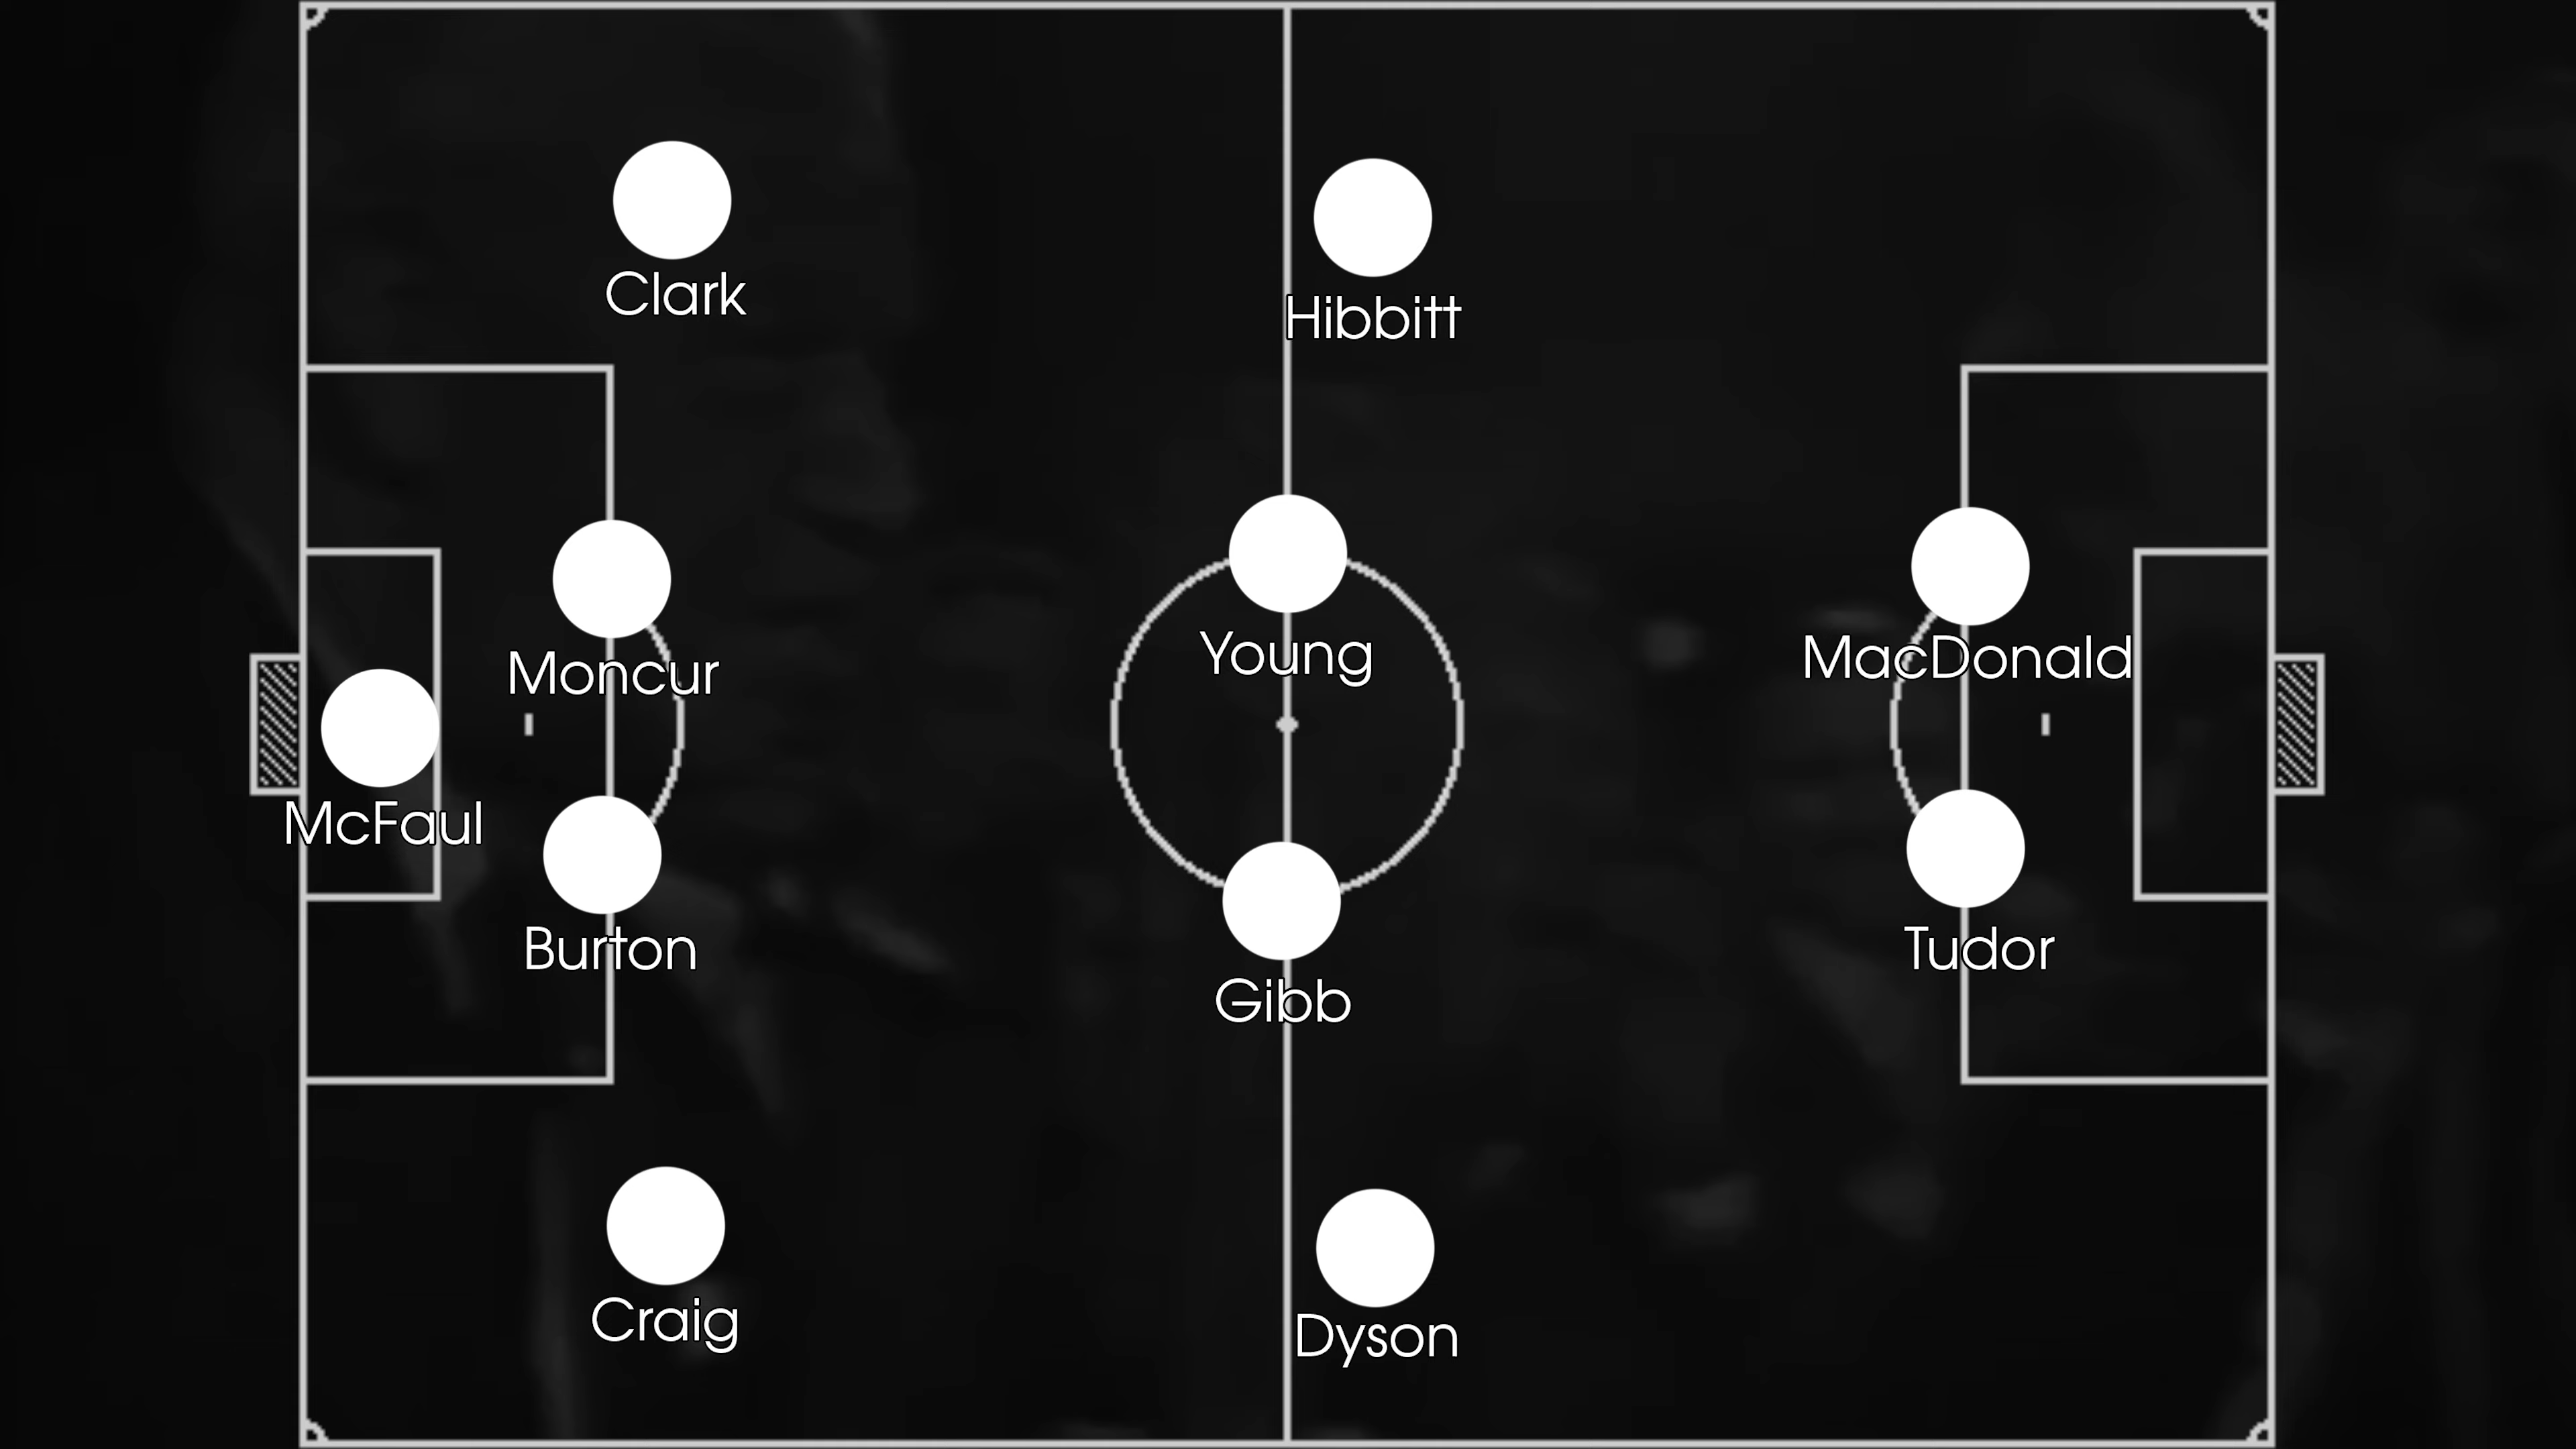 Clark
Hibbitt
Moncur
Young
MacDonald
McFaul
Burton
Gibb
Tudor
Craig
Dyson